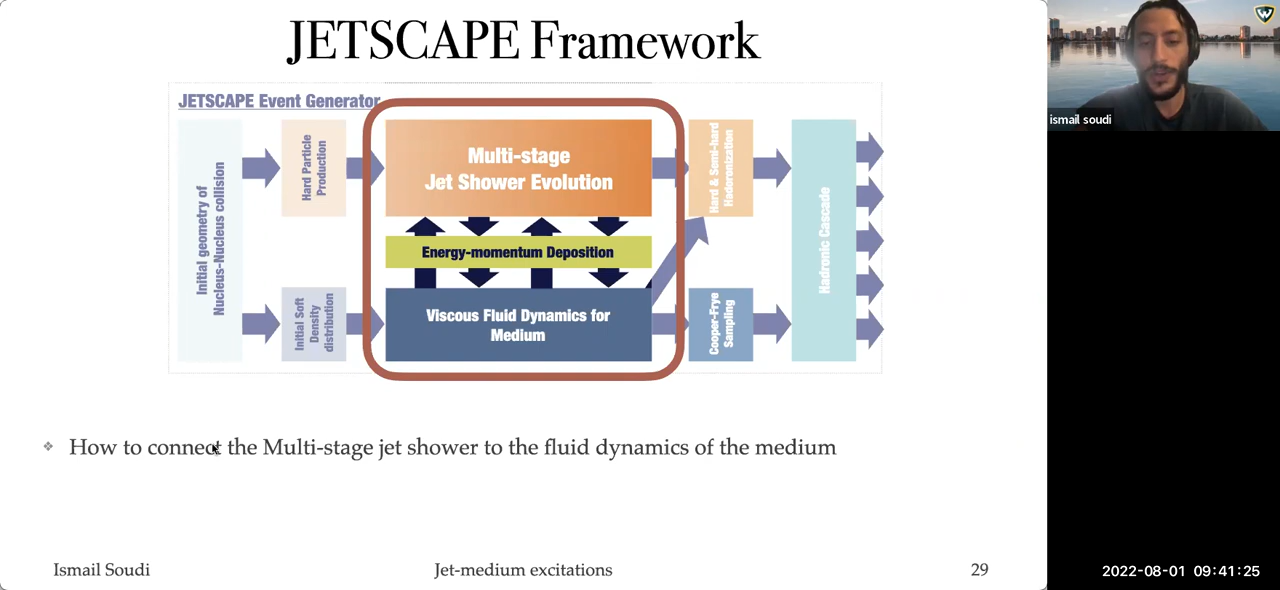 JETSCAPE Framework
JETSCAPE Event Generator
Initial geometry of
Nucleus-Nucleus collision
Hard Particle
Production
Initial Soft
Density
distribution
Multi-stage
Jet Shower Evolution
Energy-momentum Deposition
Viscous Fluid Dynamics for
Medium
Hard & Semi-hard
Haderonization
Cooper-Frye
Sampling
Hadronic Cascade
How to connect the Multi-stage jet shower to the fluid dynamics of the medium
Ismail Soudi
Jet-medium excitations
29
ismail soudi
W
2022-08-01 09:41:25